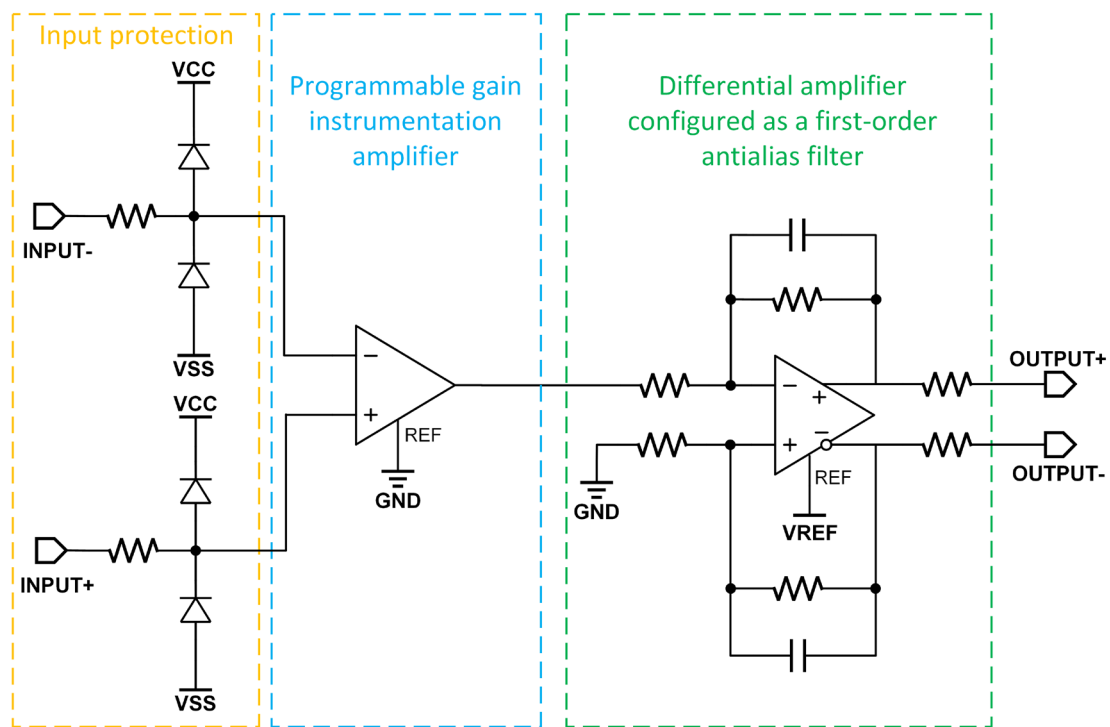 Input protection
VCC
INPUT-
VSS
VCC
INPUT+
VSS
Programmable gain
instrumentation
amplifier
−
+
REF
GND
Differential amplifier
configured as a first-order
antialias filter
−
+
+
−
REF
VREF
GND
OUTPUT+
OUTPUT-